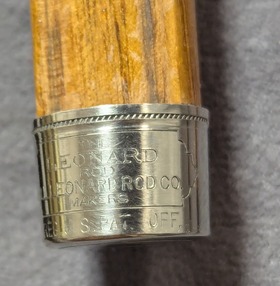 LEONARD
ROD
LEONARD ROD CO.
MAKERS
U.S. PAT. OFF.